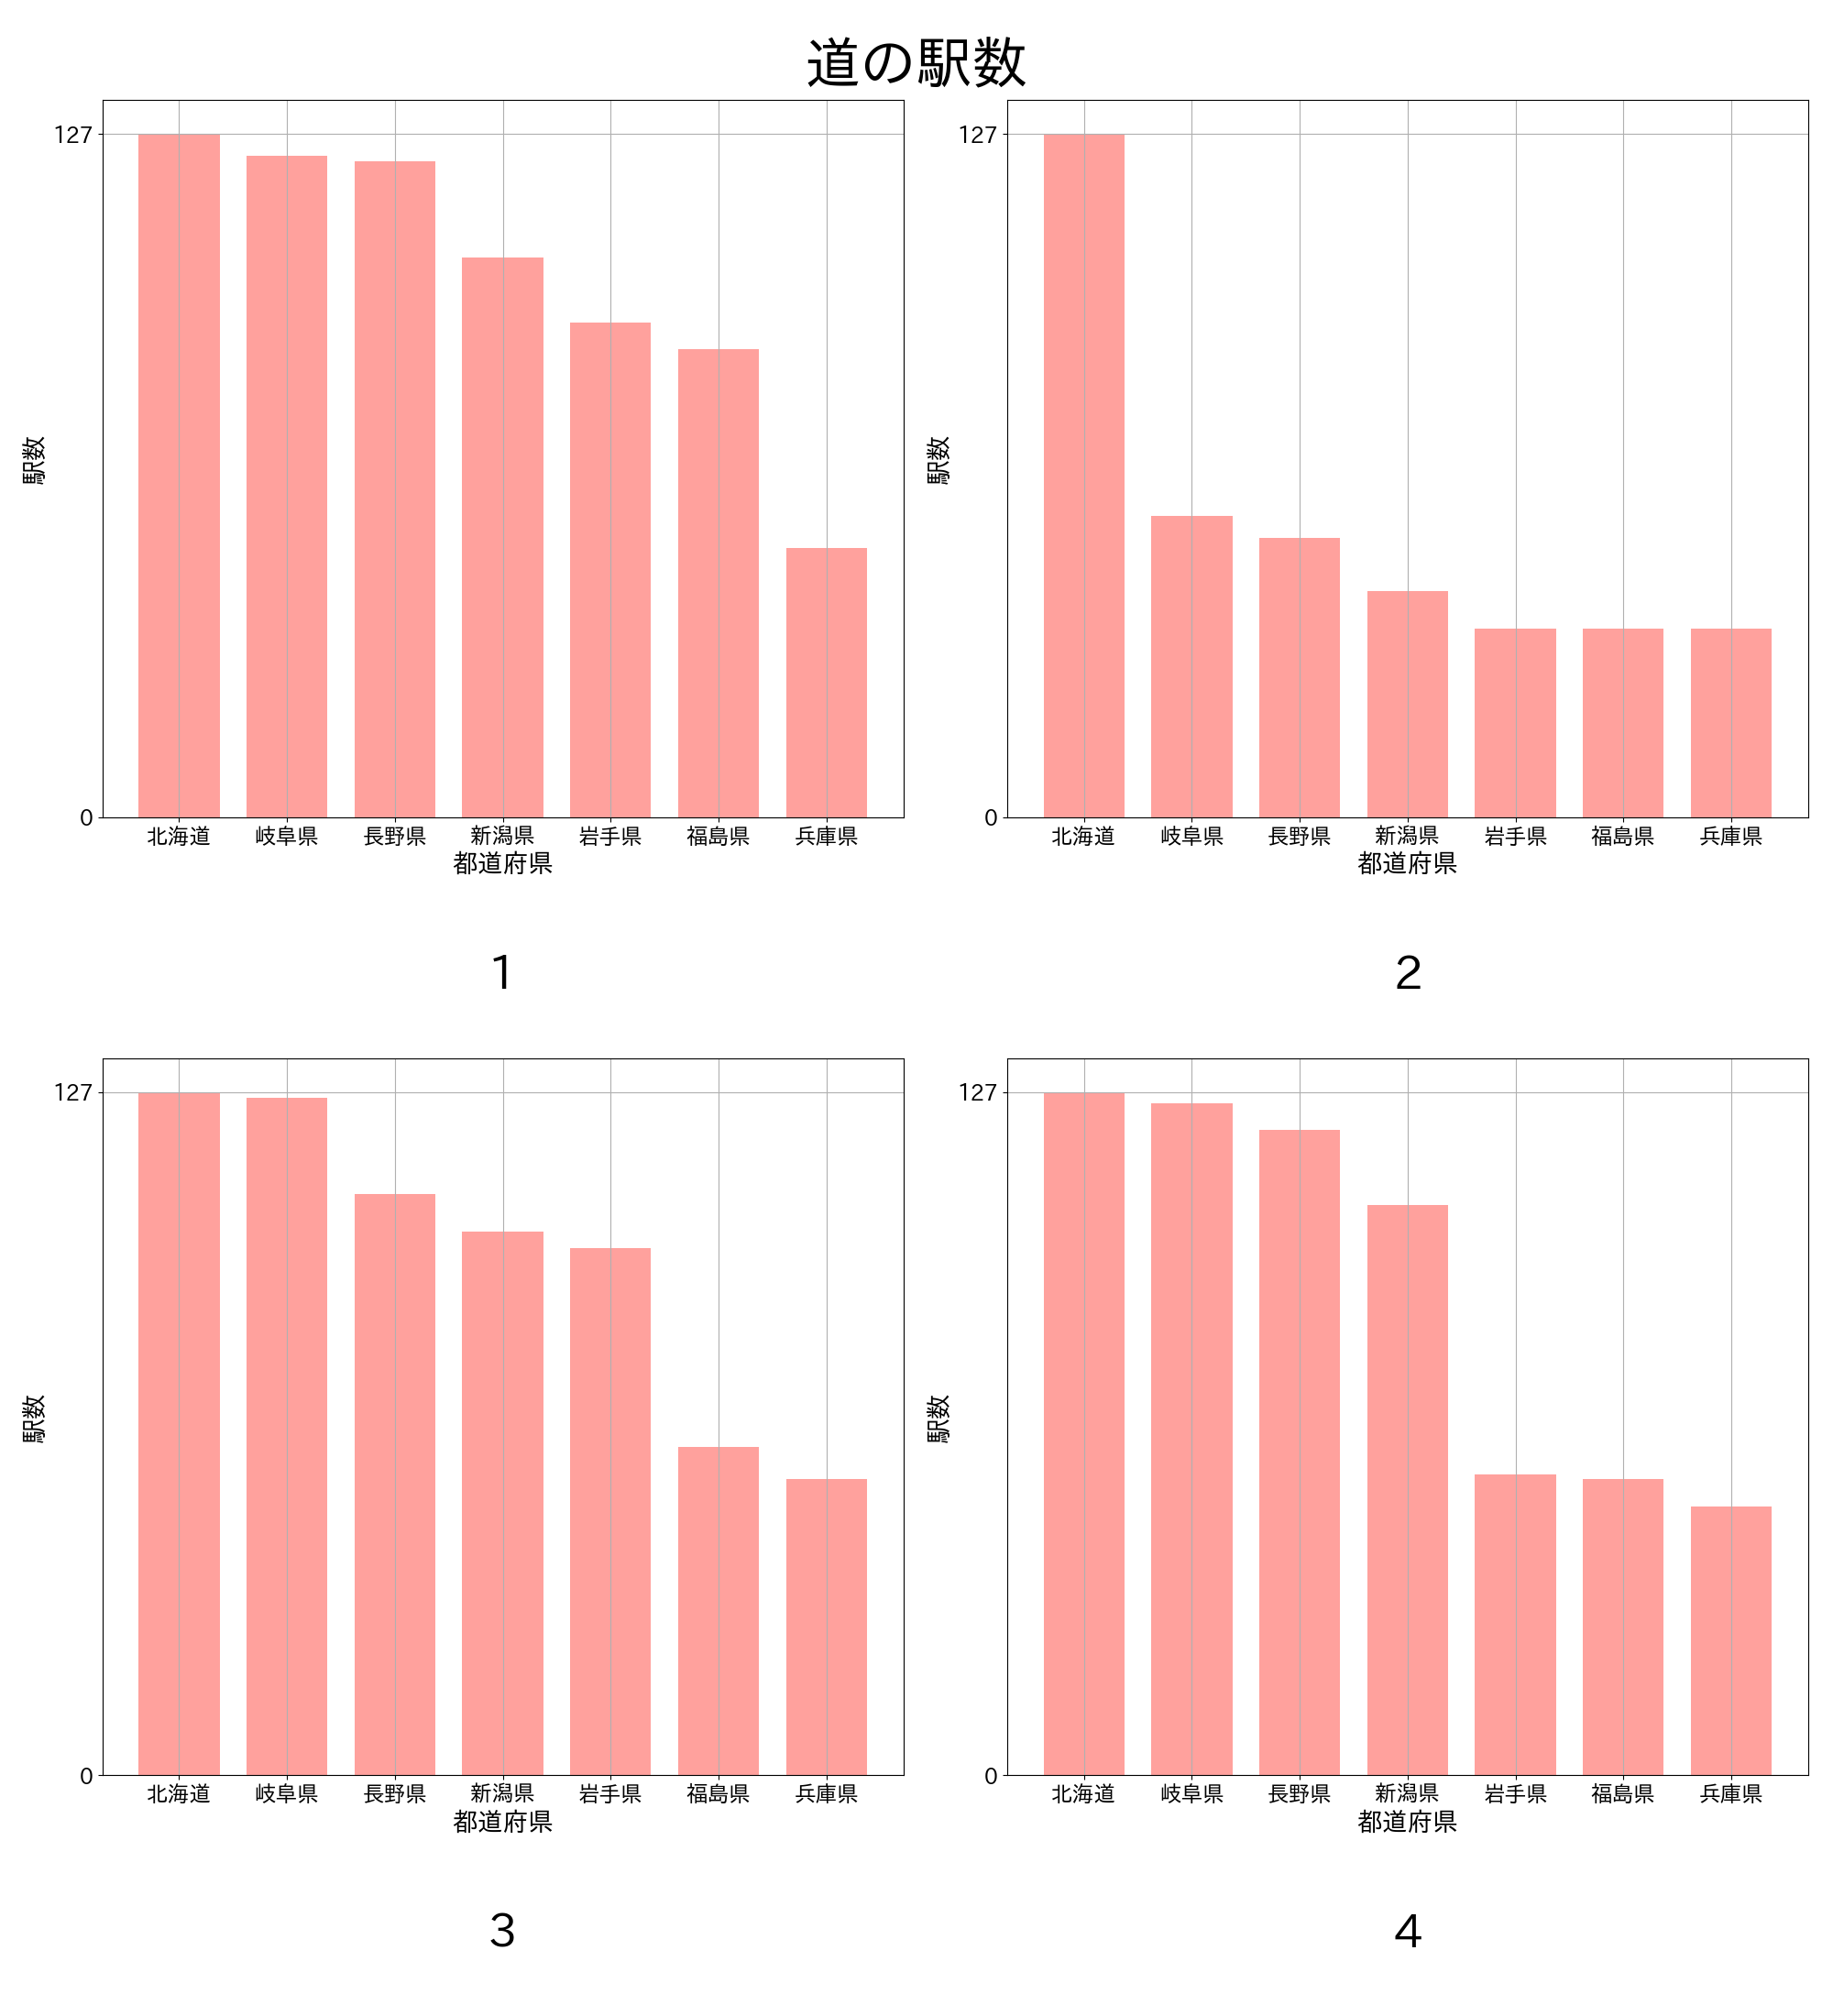 道の駅数
127
0
駅数
北海道 岐阜県 長野県 新潟県 岩手県 福島県 兵庫県
都道府県
1
127
0
駅数
北海道 岐阜県 長野県 新潟県 岩手県 福島県 兵庫県
都道府県
2
127
0
駅数
北海道 岐阜県 長野県 新潟県 岩手県 福島県 兵庫県
都道府県
3
127
0
駅数
北海道 岐阜県 長野県 新潟県 岩手県 福島県 兵庫県
都道府県
4